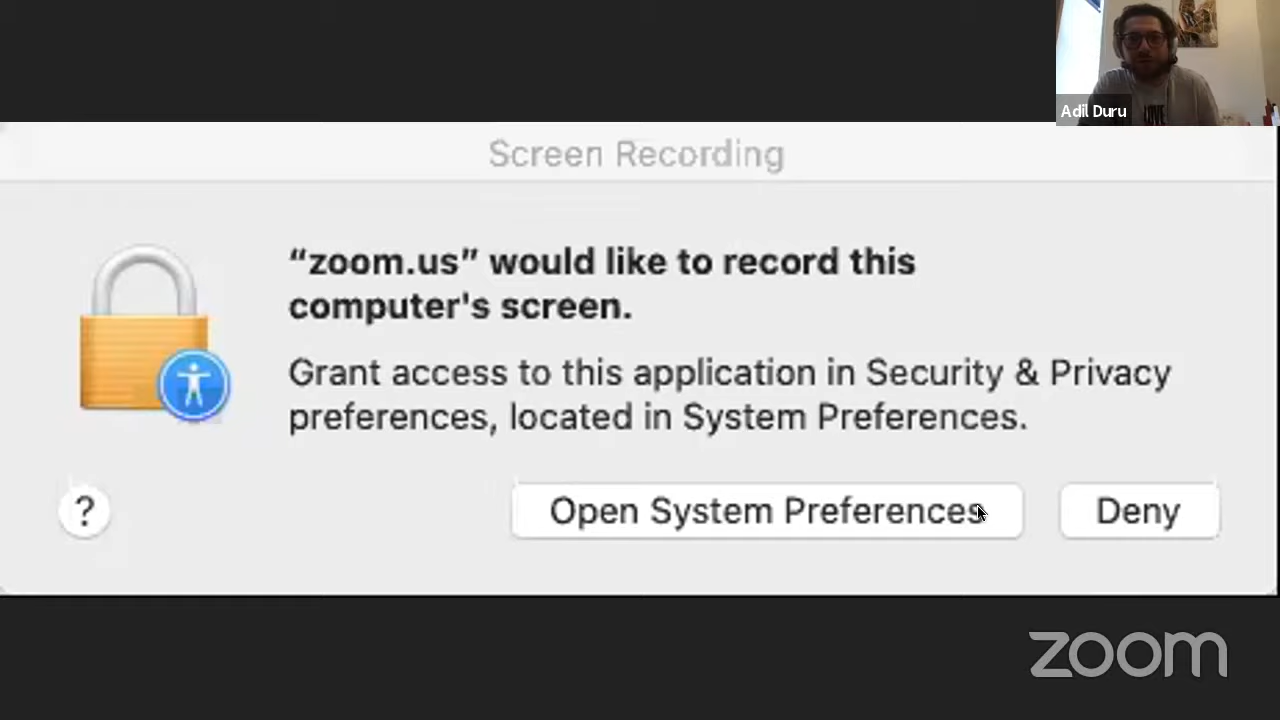 Adil Duru
LOVE
Screen Recording
“zoom.us” would like to record this
computer's screen.
Grant access to this application in Security & Privacy
preferences, located in System Preferences.
?
Open System Preferences
Deny
zoom